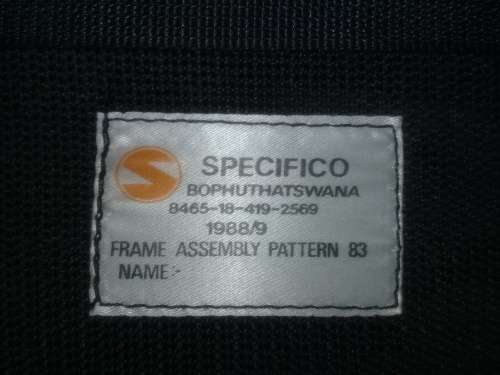 S SPECIFICO
BOPHUTHATSWANA
8465-18-419-2569
1988/9
FRAME ASSEMBLY PATTERN 83
NAME:-